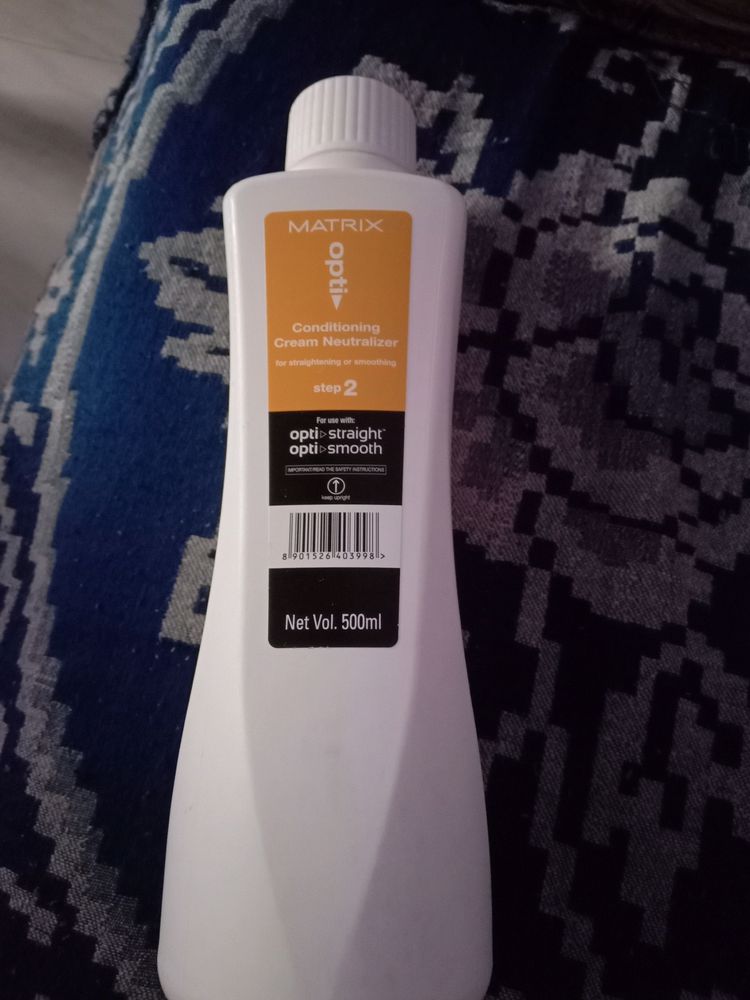 MATRIX
opti
Conditioning
Cream Neutralizer
for straightening or smoothing
step 2
For use with:
opti▷straight™
opti▷smooth
IMPORTANT/READ THE SAFETY INSTRUCTIONS
keep upright
8 901526 403998 >
Net Vol. 500ml